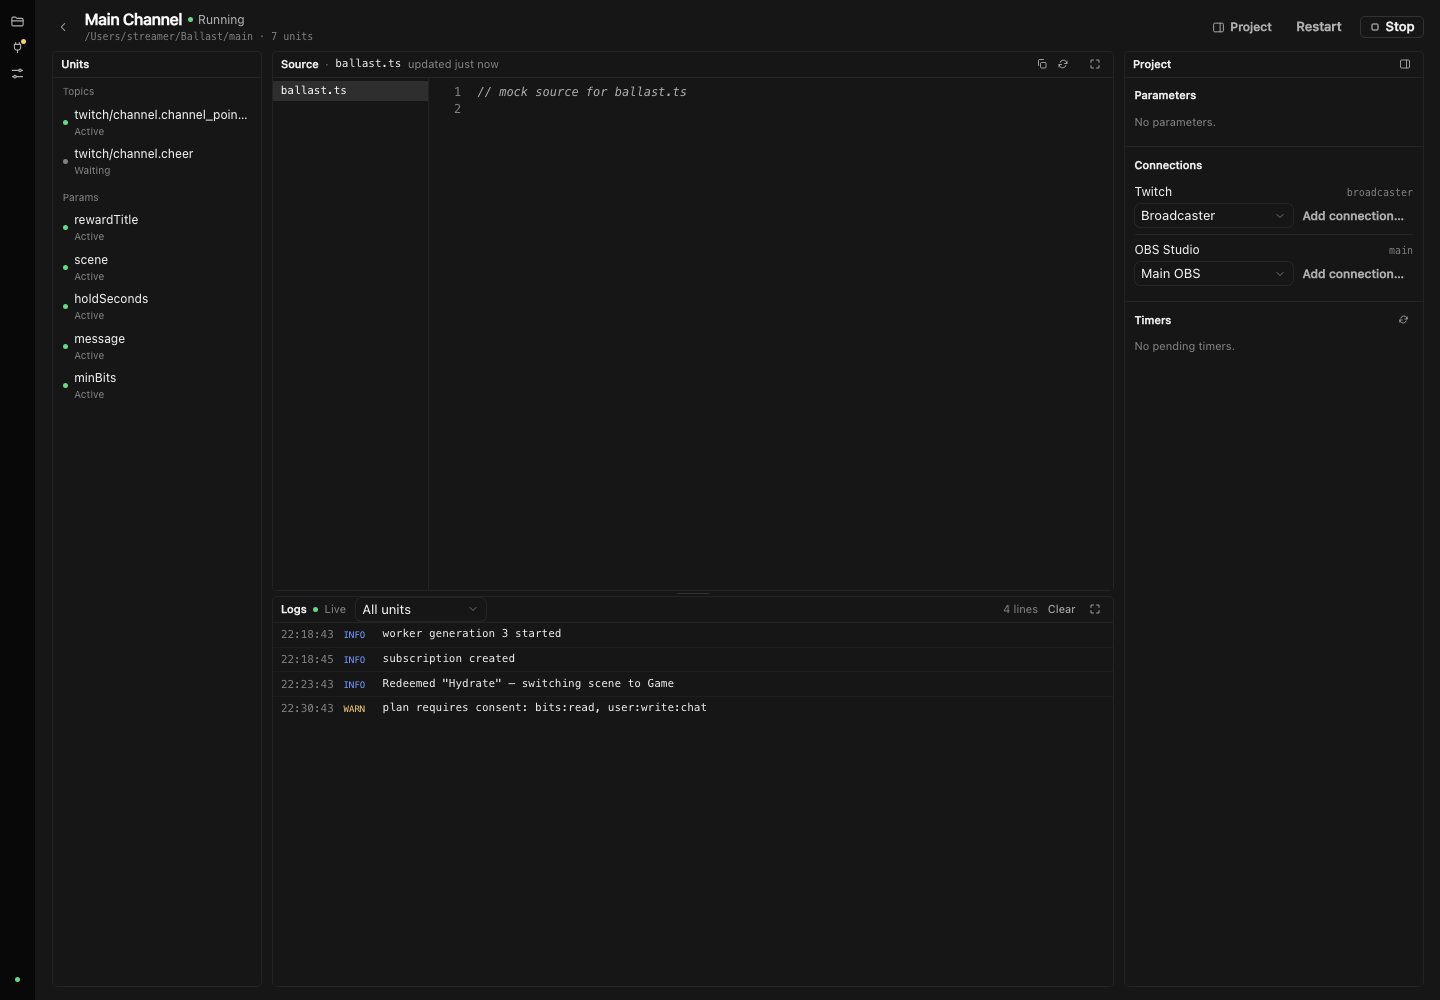 Main Channel Running
/Users/streamer/Ballast/main · 7 units
Project
Restart
Stop
Units
Topics
twitch/channel.channel_poin...
Active
twitch/channel.cheer
Waiting
Params
rewardTitle
Active
scene
Active
holdSeconds
Active
message
Active
minBits
Active
Source · ballast.ts updated just now
ballast.ts
1 // mock source for ballast.ts
2
Logs Live All units 4 lines Clear
22:18:43 INFO worker generation 3 started
22:18:45 INFO subscription created
22:23:43 INFO Redeemed "Hydrate" — switching scene to Game
22:30:43 WARN plan requires consent: bits:read, user:write:chat
Project
Parameters
No parameters.
Connections
Twitch broadcaster
Broadcaster Add connection...
OBS Studio main
Main OBS Add connection...
Timers
No pending timers.